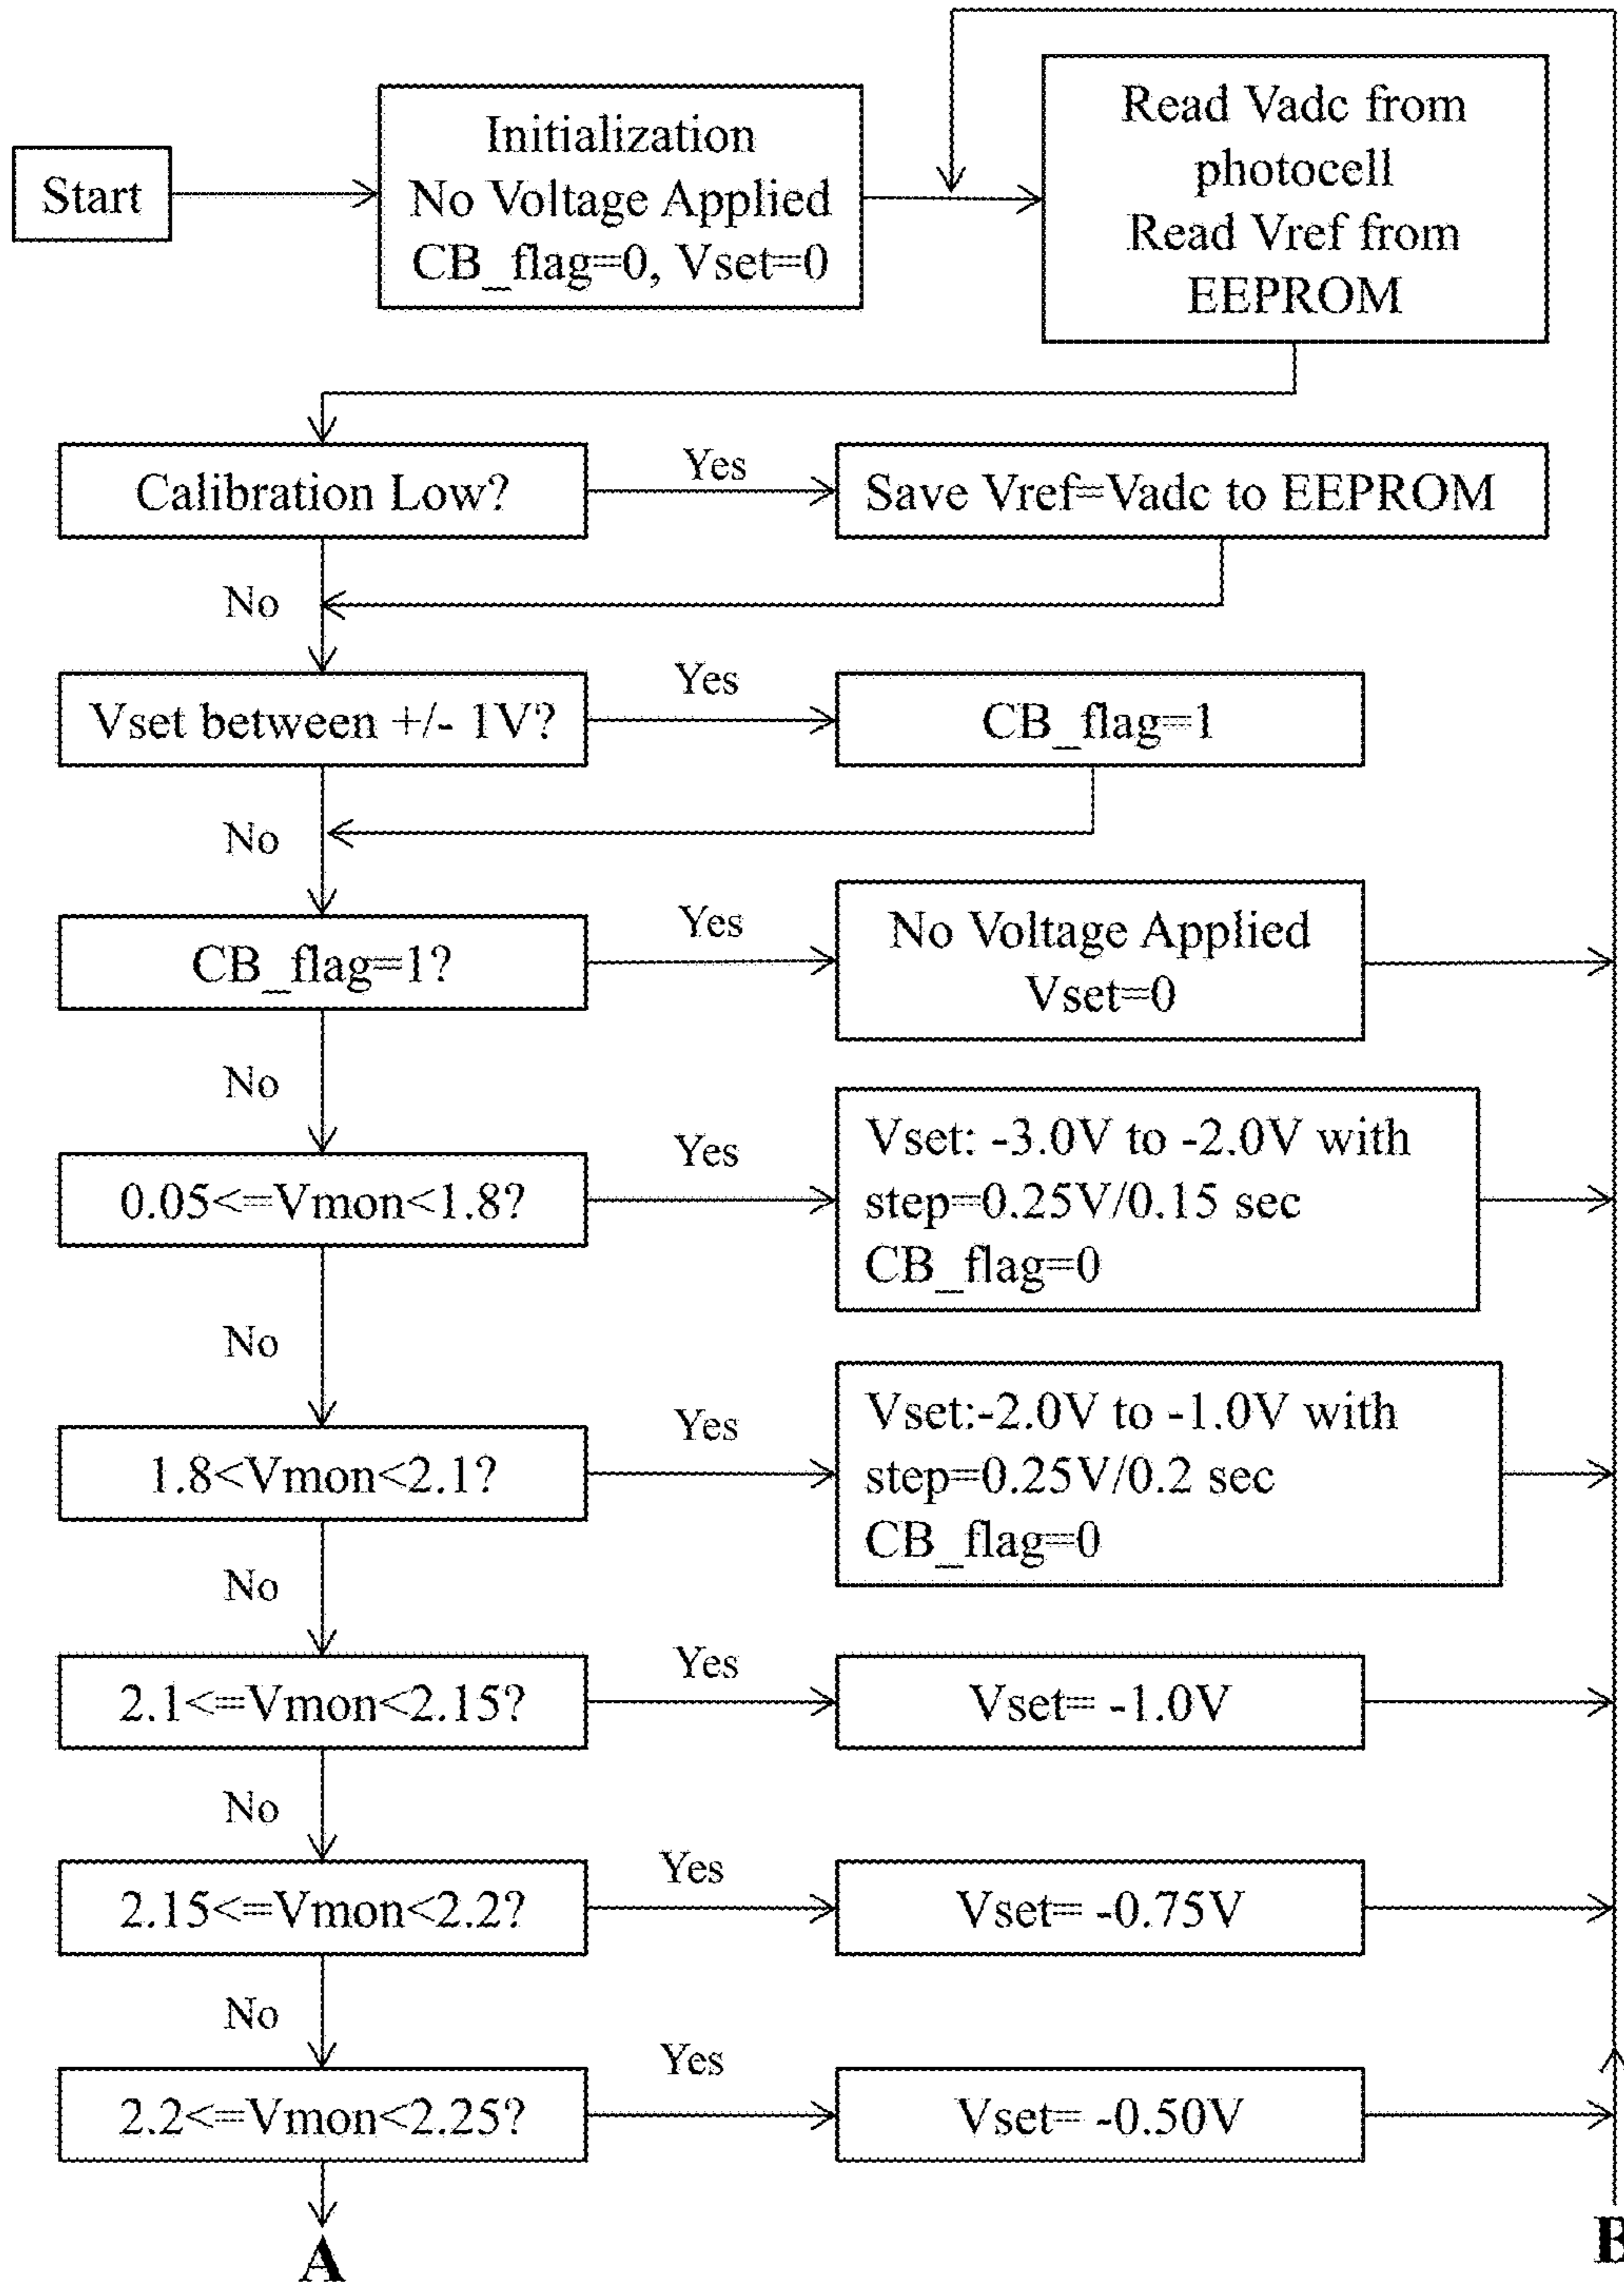 Start
Initialization
No Voltage Applied
CB_flag=0, Vset=0
Read Vadc from
photocell
Read Vref from
EEPROM
Calibration Low?
Yes
Save Vref=Vadc to EEPROM
No
Vset between +/- 1V?
Yes
CB_flag=1
No
CB_flag=1?
Yes
No Voltage Applied
Vset=0
No
0.05<=Vmon<1.8?
Yes
Vset: -3.0V to -2.0V with
step=0.25V/0.15 sec
CB_flag=0
No
1.8<Vmon<2.1?
Yes
Vset:-2.0V to -1.0V with
step=0.25V/0.2 sec
CB_flag=0
No
2.1<=Vmon<2.15?
Yes
Vset= -1.0V
No
2.15<=Vmon<2.2?
Yes
Vset= -0.75V
No
2.2<=Vmon<2.25?
Yes
Vset= -0.50V
A
B